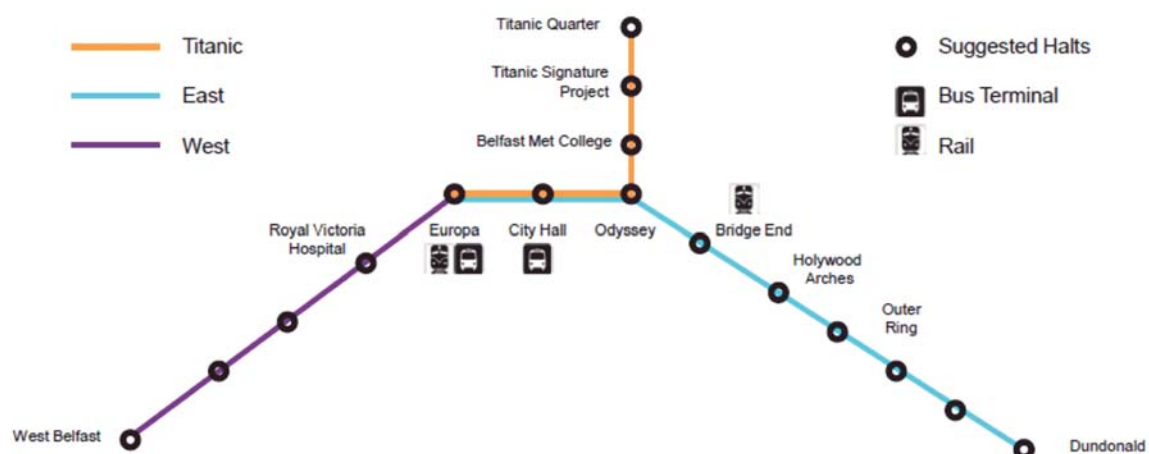 Titanic Quarter
Titanic
Suggested Halts
Titanic Signature
Project
East
Bus Terminal
West
Belfast Met College
Rail
Royal Victoria
Hospital
Europa
City Hall
Odyssey
Bridge End
Holywood
Arches
Outer
Ring
West Belfast
Dundonald